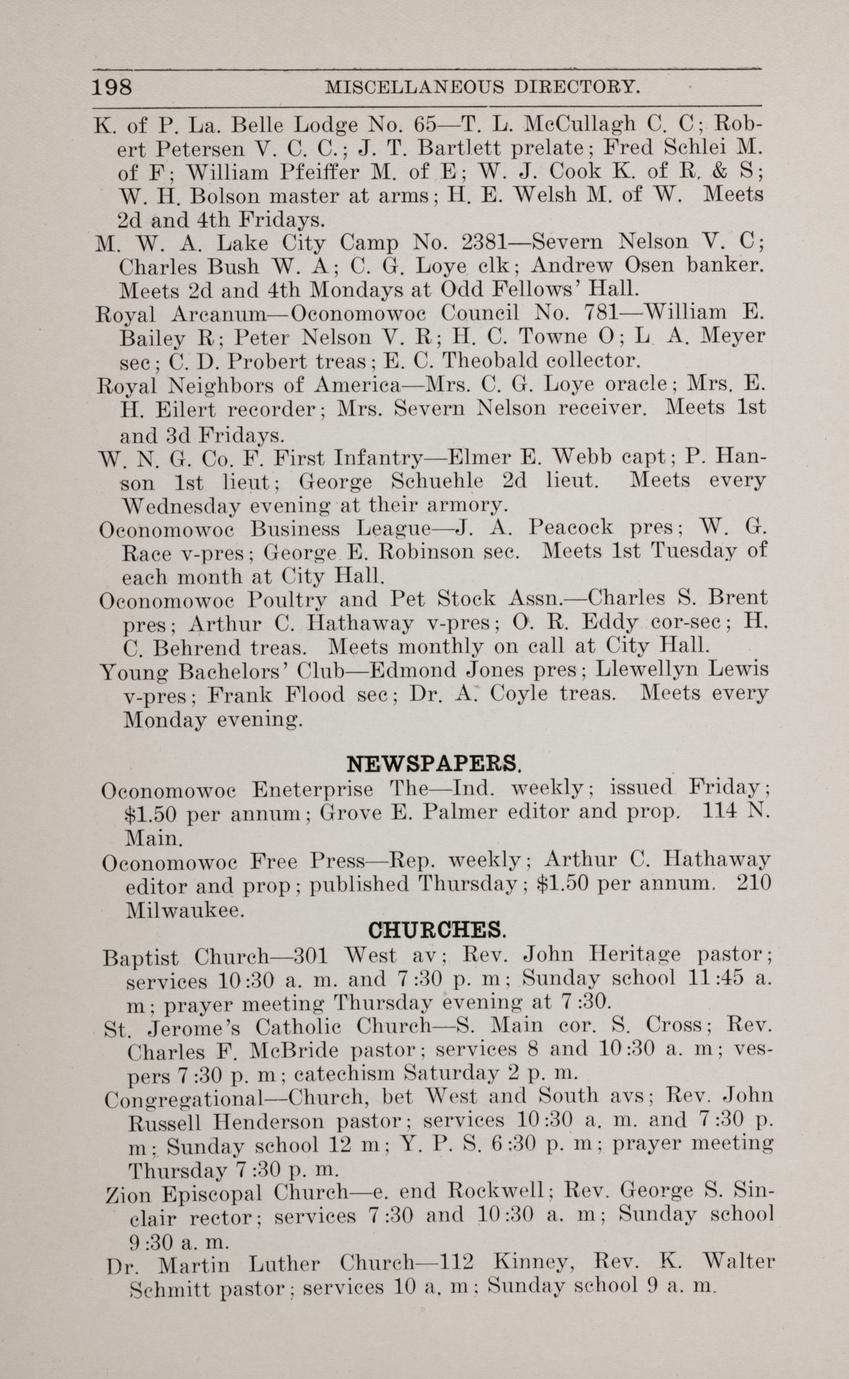 198 MISCELLANEOUS DIRECTORY.
K. of P. La. Belle Lodge No. 65—T. L. McCullagh C. C; Rob-
ert Petersen V. C. C.; J. T. Bartlett prelate; Fred Schlei M.
of F; William Pfeiffer M. of E; W. J. Cook K. of R. & S;
W. H. Bolson master at arms; H. E. Welsh M. of W. Meets
2d and 4th Fridays.
M. W. A. Lake City Camp No. 2381—Severn Nelson V. C;
Charles Bush W. A; C. G. Loye clk; Andrew Osen banker.
Meets 2d and 4th Mondays at Odd Fellows' Hall.
Royal Arcanum—Oconomowoc Council No. 781—William E.
Bailey R; Peter Nelson V. R; H. C. Towne O; L A. Meyer
sec; C. D. Probert treas; E. C. Theobald collector.
Royal Neighbors of America—Mrs. C. G. Loye oracle; Mrs. E.
H. Eilert recorder; Mrs. Severn Nelson receiver. Meets 1st
and 3d Fridays.
W. N. G. Co. F. First Infantry—Elmer E. Webb capt; P. Han-
son 1st lieut; George Schuehle 2d lieut. Meets every
Wednesday evening at their armory.
Oconomowoc Business League—J. A. Peacock pres; W. G.
Race v-pres; George E. Robinson sec. Meets 1st Tuesday of
each month at City Hall.
Oconomowoc Poultry and Pet Stock Assn.—Charles S. Brent
pres; Arthur C. Hathaway v-pres; O. R. Eddy cor-sec; H.
C. Behrend treas. Meets monthly on call at City Hall.
Young Bachelors' Club—Edmond Jones pres; Llewellyn Lewis
v-pres; Frank Flood sec; Dr. A. Coyle treas. Meets every
Monday evening.
NEWSPAPERS.
Oconomowoc Eneterprise The—Ind. weekly; issued Friday;
$1.50 per annum; Grove E. Palmer editor and prop. 114 N.
Main.
Oconomowoc Free Press—Rep. weekly; Arthur C. Hathaway
editor and prop; published Thursday; $1.50 per annum. 210
Milwaukee.
CHURCHES.
Baptist Church—301 West av; Rev. John Heritage pastor;
services 10:30 a. m. and 7:30 p. m; Sunday school 11:45 a.
m; prayer meeting Thursday evening at 7:30.
St. Jerome's Catholic Church—S. Main cor. S. Cross; Rev.
Charles F. McBride pastor; services 8 and 10:30 a. m; ves-
pers 7:30 p. m; catechism Saturday 2 p. m.
Congregational—Church, bet West and South avs; Rev. John
Russell Henderson pastor; services 10:30 a. m. and 7:30 p.
m; Sunday school 12 m; Y. P. S. 6:30 p. m; prayer meeting
Thursday 7:30 p. m.
Zion Episcopal Church—e. end Rockwell; Rev. George S. Sin-
clair rector; services 7:30 and 10:30 a. m; Sunday school
9:30 a. m.
Dr. Martin Luther Church—112 Kinney, Rev. K. Walter
Schmitt pastor; services 10 a. m; Sunday school 9 a. m.